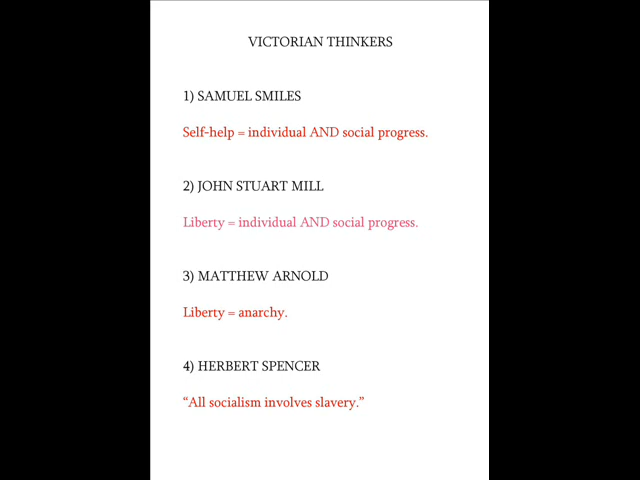 VICTORIAN THINKERS
1) SAMUEL SMILES
Self-help = individual AND social progress.
2) JOHN STUART MILL
Liberty = individual AND social progress.
3) MATTHEW ARNOLD
Liberty = anarchy.
4) HERBERT SPENCER
“All socialism involves slavery.”